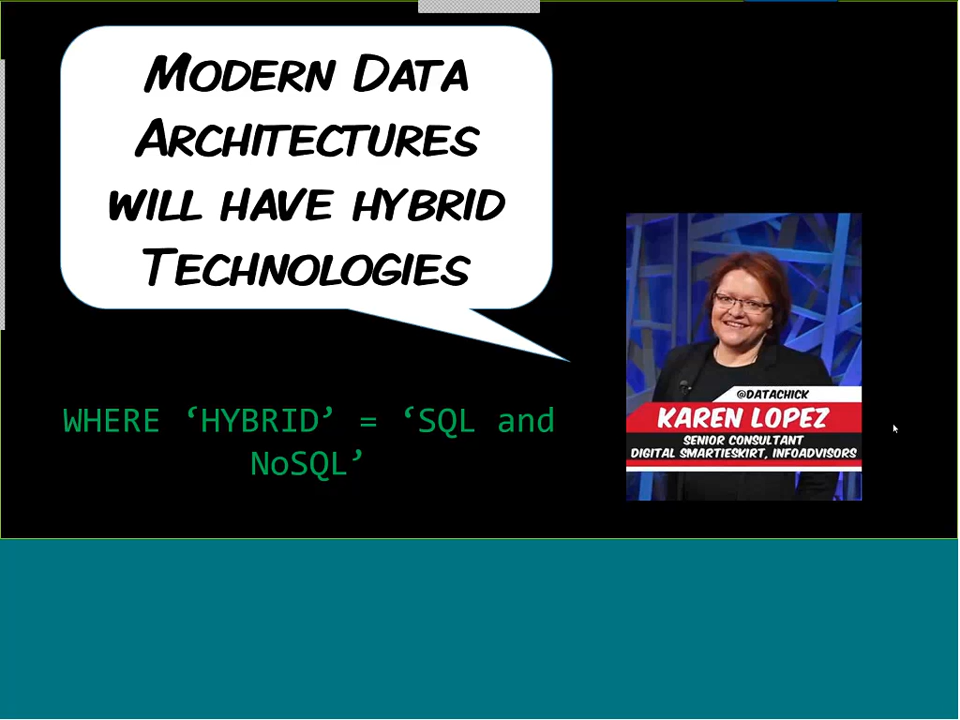 Modern Data
Architectures
will have hybrid
Technologies
WHERE ‘HYBRID’ = ‘SQL and
NoSQL’
@DATACHICK
KAREN LOPEZ
SENIOR CONSULTANT
DIGITAL SMARTIESKIRT, INFOADVISORS